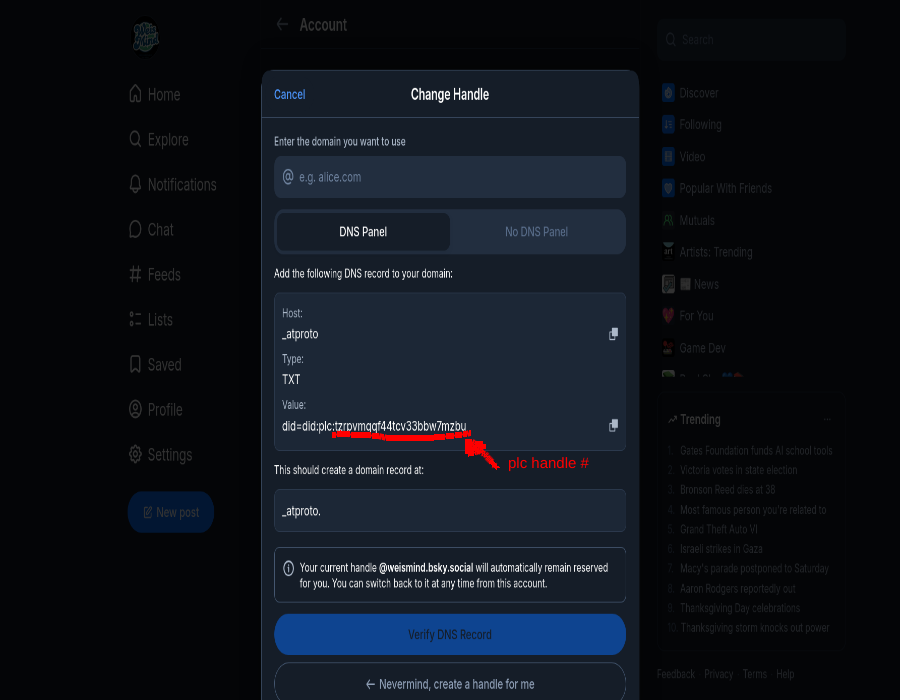 Weis
Mind
Home
Explore
Notifications
Chat
Feeds
Lists
Saved
Profile
Settings
New post
Account
Change Handle
Cancel
Enter the domain you want to use
@ e.g. alice.com
DNS Panel
No DNS Panel
Add the following DNS record to your domain:
Host:
_atproto
Type:
TXT
Value:
did=did:plc:tzrpvmqqf44tcv33bbw7mzbu
plc handle #
This should create a domain record at:
_atproto.
Your current handle @weismind.bsky.social will automatically remain reserved
for you. You can switch back to it at any time from this account.
Verify DNS Record
← Nevermind, create a handle for me
Search
Discover
Following
Video
Popular With Friends
Mutuals
Artists: Trending
News
For You
Game Dev
Trending
1. Gates Foundation funds AI school tools
2. Victoria votes in state election
3. Bronson Reed dies at 38
4. Most famous person you're related to
5. Grand Theft Auto VI
6. Israeli strikes in Gaza
7. Macy's parade postponed to Saturday
8. Aaron Rodgers reportedly out
9. Thanksgiving Day celebrations
10. Thanksgiving storm knocks out power
Feedback Privacy Terms Help